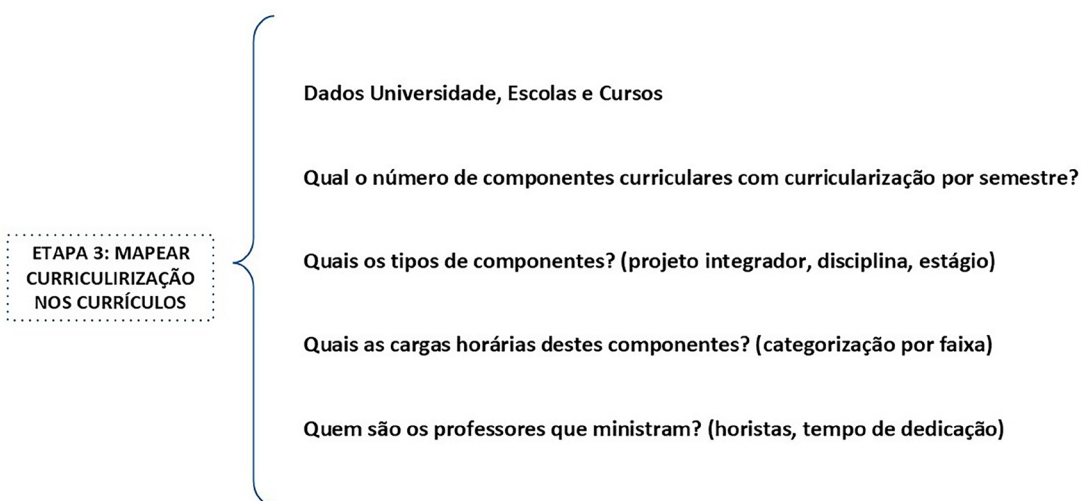 Dados Universidade, Escolas e Cursos
Qual o número de componentes curriculares com curricularização por semestre?
ETAPA 3: MAPEAR
CURRICULIRIZAÇÃO
NOS CURRÍCULOS
Quais os tipos de componentes? (projeto integrador, disciplina, estágio)
Quais as cargas horárias destes componentes? (categorização por faixa)
Quem são os professores que ministram? (horistas, tempo de dedicação)